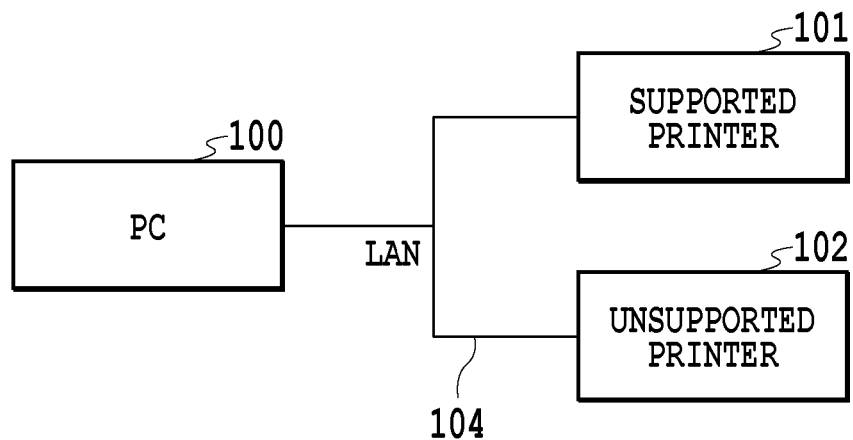 101
SUPPORTED
PRINTER
100
PC
LAN
102
UNSUPPORTED
PRINTER
104